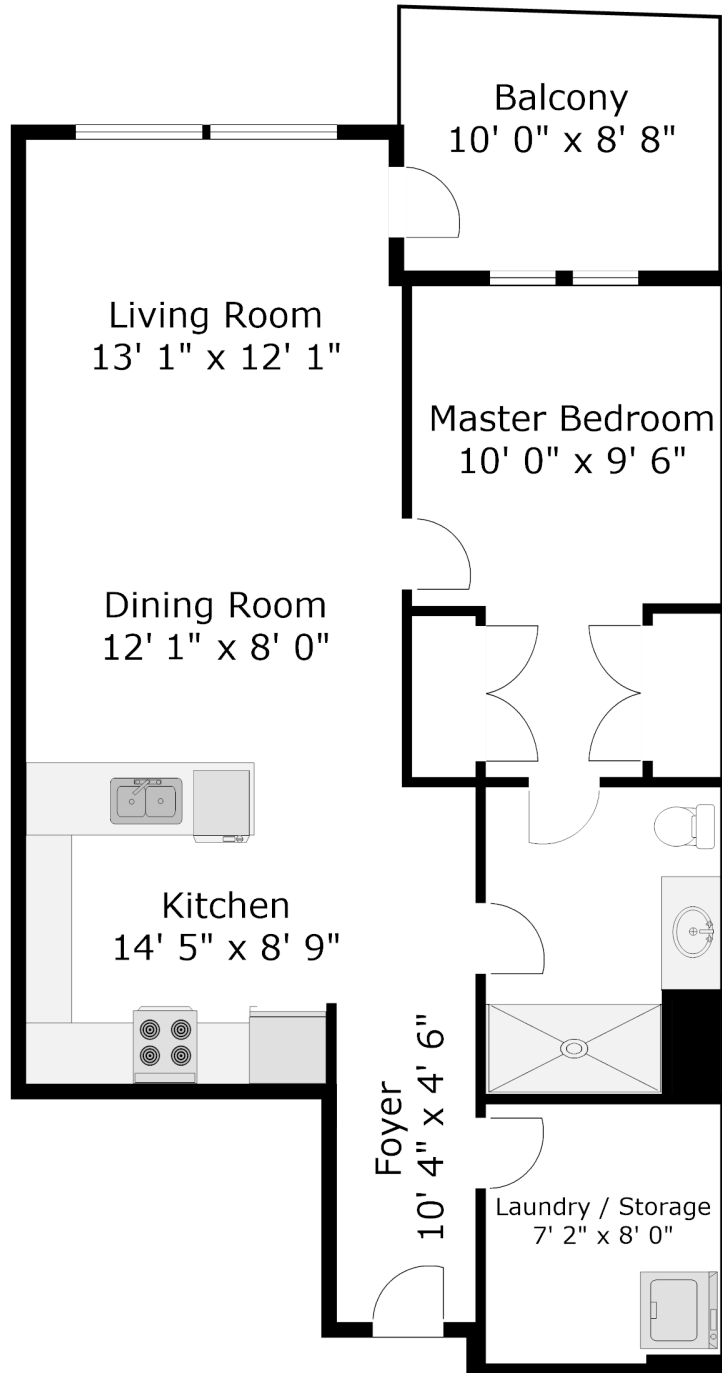 Balcony
10' 0" x 8' 8"
Living Room
13' 1" x 12' 1"
Master Bedroom
10' 0" x 9' 6"
Dining Room
12' 1" x 8' 0"
Kitchen
14' 5" x 8' 9"
Foyer
10' 4" x 4' 6"
Laundry / Storage
7' 2" x 8' 0"